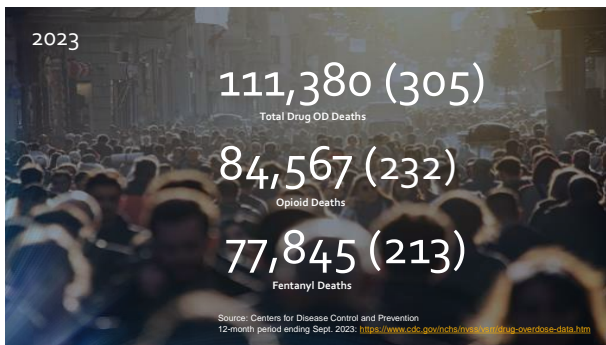 2023
111,380 (305)
Total Drug OD Deaths
84,567 (232)
Opioid Deaths
77,845 (213)
Fentanyl Deaths
Source: Centers for Disease Control and Prevention
12-month period ending Sept. 2023: https://www.cdc.gov/nchs/nvss/vsrr/drug-overdose-data.htm